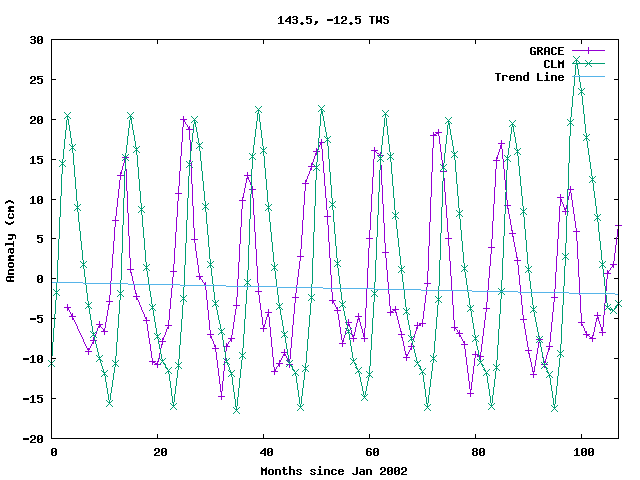 143.5, -12.5 TWS
GRACE
CLM
Trend Line
30
25
20
15
10
5
0
-5
-10
-15
-20
Anomaly (cm)
0 20 40 60 80 100
Months since Jan 2002